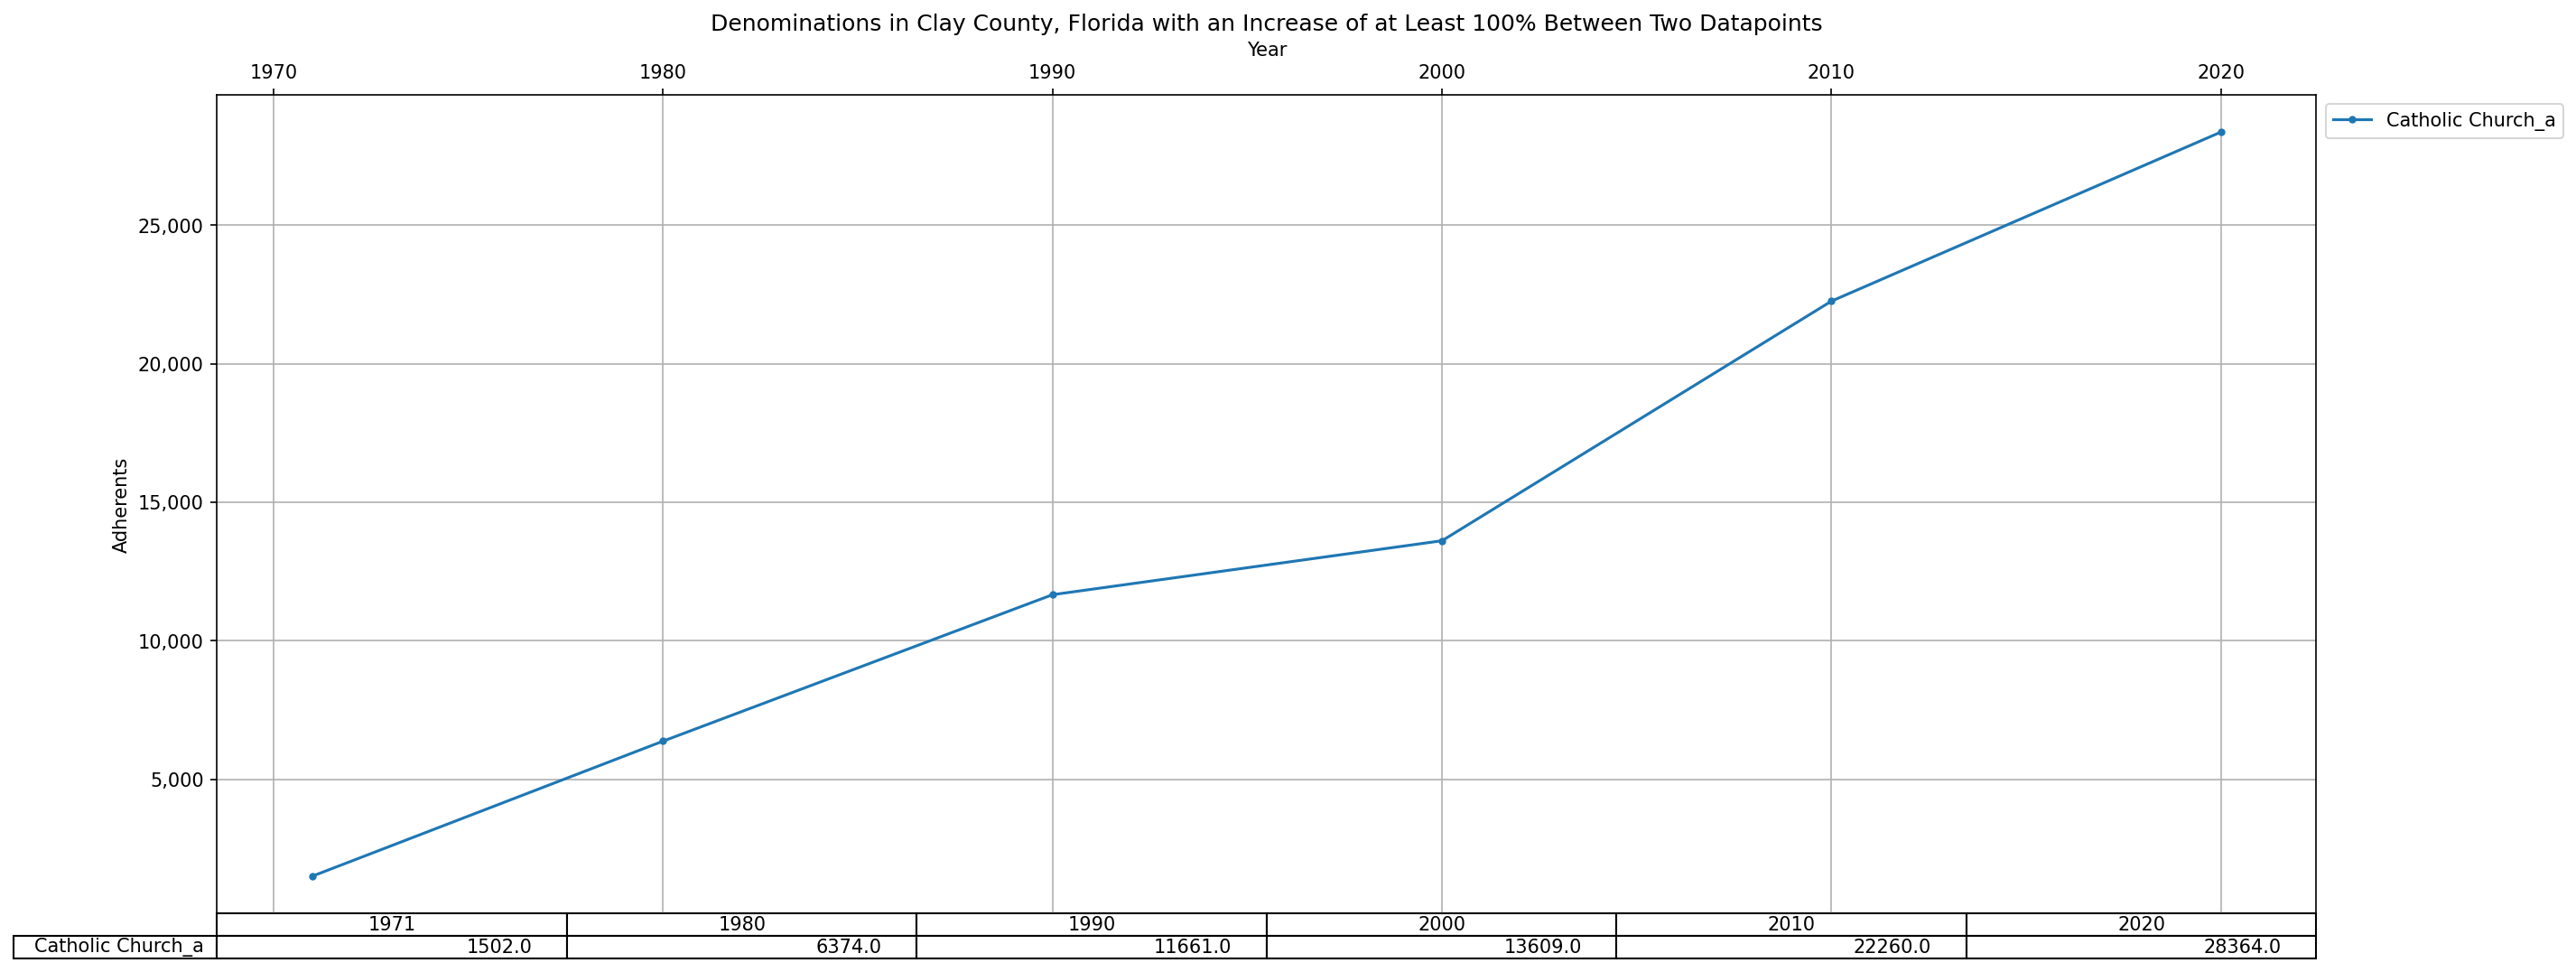 Denominations in Clay County, Florida with an Increase of at Least 100% Between Two Datapoints
Year
1970 1980 1990 2000 2010 2020
Catholic Church_a
25,000
20,000
15,000
10,000
5,000
Adherents
1971 1980 1990 2000 2010 2020
Catholic Church_a 1502.0 6374.0 11661.0 13609.0 22260.0 28364.0